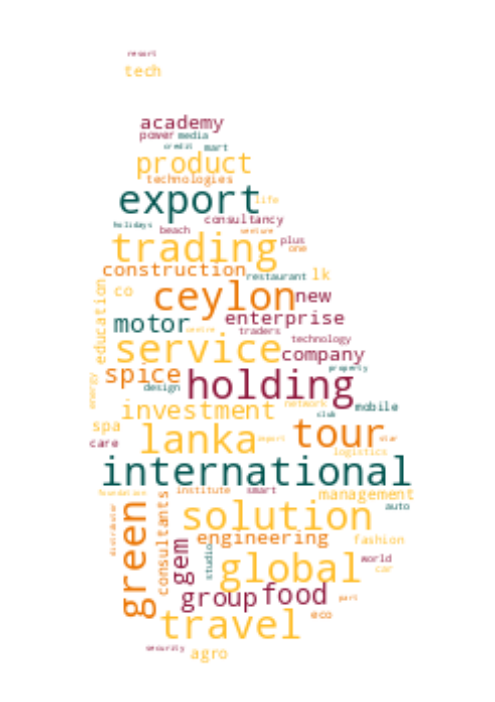 resort
tech
academy
power media
credit mart
product
technologies
export life
consultancy
holidays beach venture
trading plus
one
construction restaurant lk
education co ceylon new
motor enterprise
centre traders
service technology
company
spice property
energy design holding
investment network mobile
club
spa lanka import tour star
care logistics
international
foundation institute smart management
distributor green consultants solution auto
engineering fashion
gem studio global world
car
group food part
travel eco
security agro